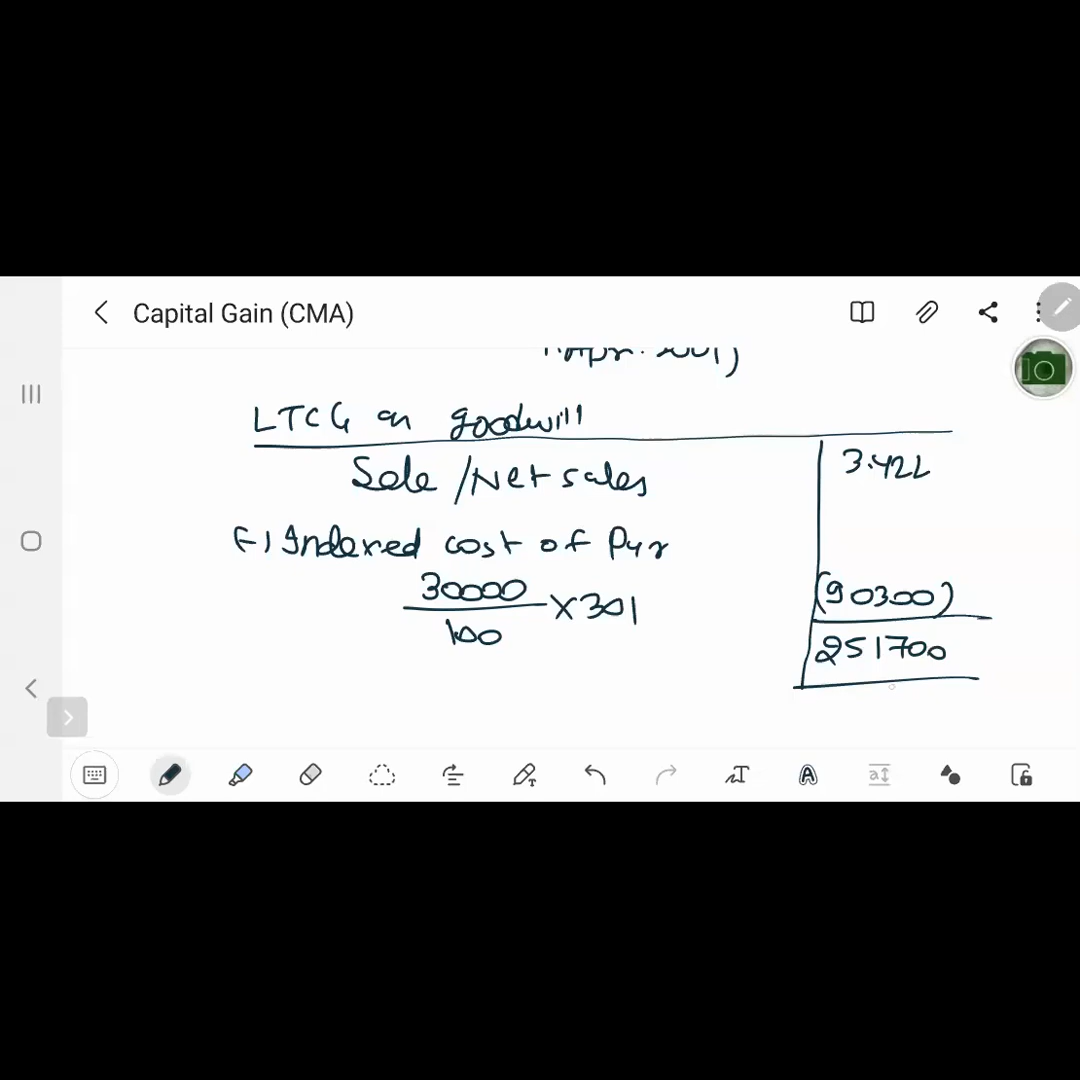 Capital Gain (CMA)
LTCG on goodwill
Sale/Net sales 3.42L
(-) Indexed cost of Pur
30000
100
X301
(90300)
251700